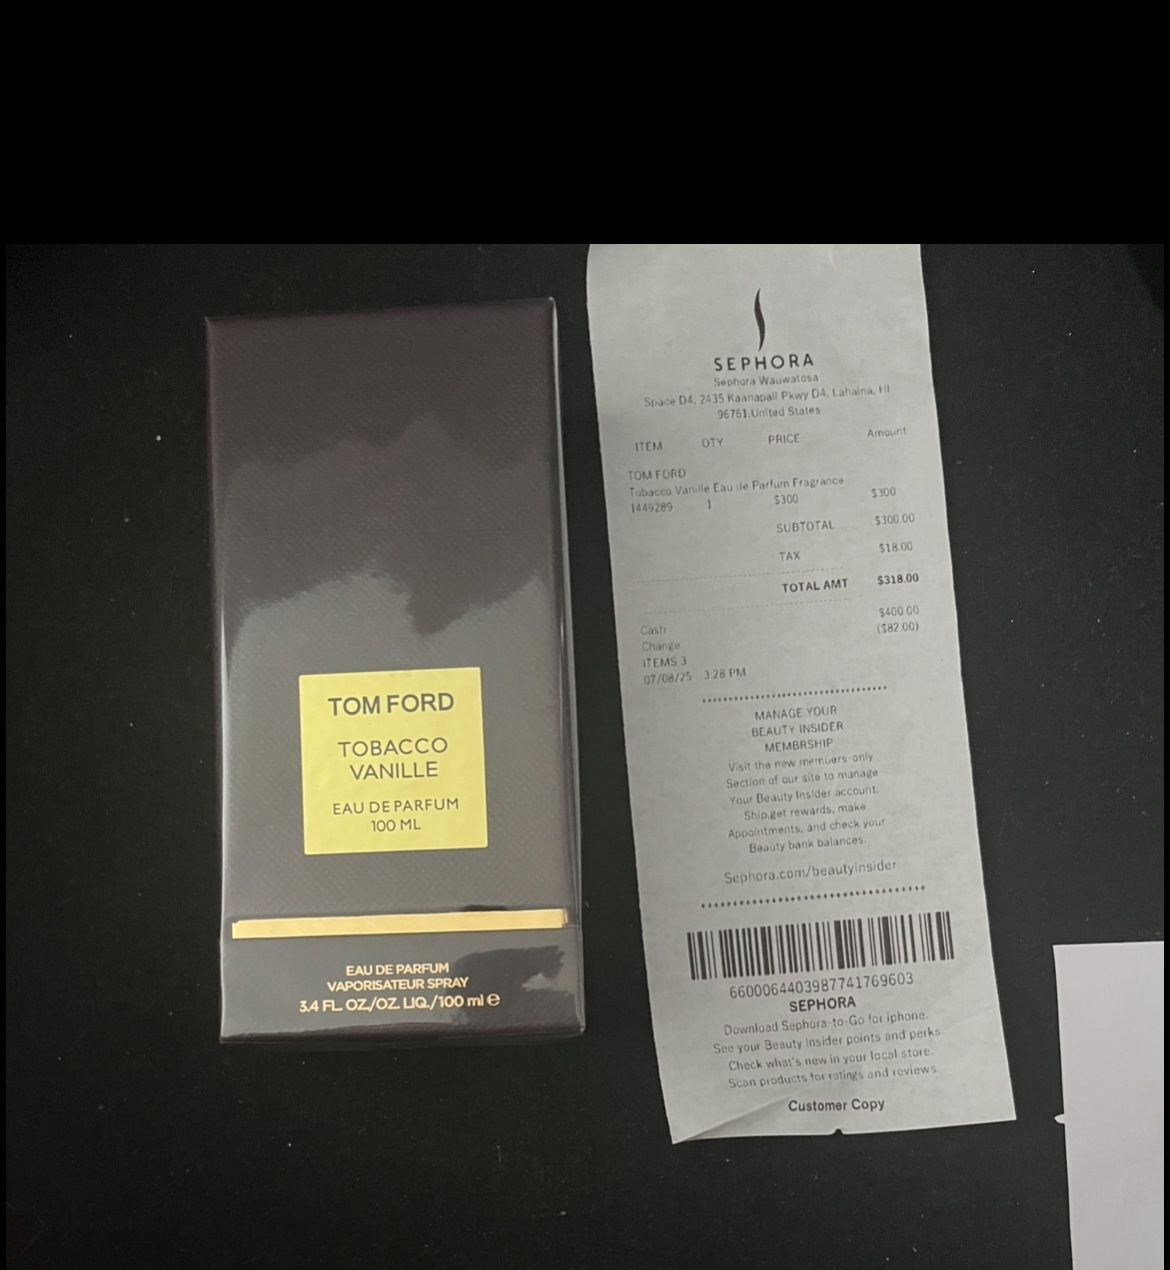 TOM FORD
TOBACCO
VANILLE
EAU DE PARFUM
100 ML
EAU DE PARFUM
VAPORISATEUR SPRAY
3.4 FL. OZ./OZ. LIQ./100 ml e
SEPHORA
Sephora Wauwatosa
Space D4, 2435 Kaanapali Pkwy D4, Lahaina, HI
96761,United States
ITEM QTY PRICE Amount
TOM FORD
Tobacco Vanille Eau de Parfum Fragrance
1449289 1 $300 $300
SUBTOTAL $300.00
TAX $18.00
TOTAL AMT $318.00
$400.00
Cash ($82.00)
Change
ITEMS 3
07/08/25 3:28 PM
MANAGE YOUR
BEAUTY INSIDER
MEMBRSHIP
Visit the new members-only
Section of our site to manage
Your Beauty Insider account.
Ship,get rewards, make
Appointments, and check your
Beauty bank balances.
Sephora.com/beautyinsider
6600064403987741769603
SEPHORA
Download Sephora-to-Go for iphone.
See your Beauty Insider points and perks.
Check what's new in your local store.
Scan products for ratings and reviews.
Customer Copy